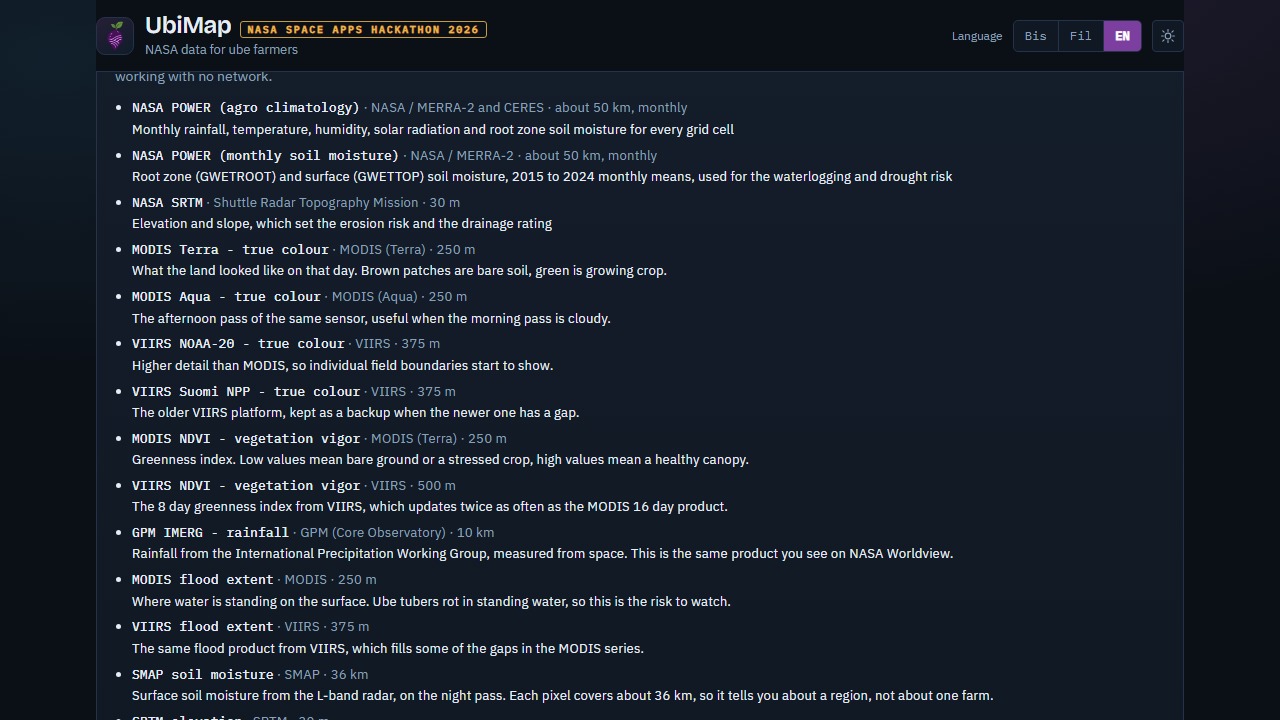 UbiMap NASA SPACE APPS HACKATHON 2026
NASA data for ube farmers
Language Bis Fil EN
working with no network.
• NASA POWER (agro climatology) · NASA / MERRA-2 and CERES · about 50 km, monthly
Monthly rainfall, temperature, humidity, solar radiation and root zone soil moisture for every grid cell
• NASA POWER (monthly soil moisture) · NASA / MERRA-2 · about 50 km, monthly
Root zone (GWETROOT) and surface (GWETTOP) soil moisture, 2015 to 2024 monthly means, used for the waterlogging and drought risk
• NASA SRTM · Shuttle Radar Topography Mission · 30 m
Elevation and slope, which set the erosion risk and the drainage rating
• MODIS Terra - true colour · MODIS (Terra) · 250 m
What the land looked like on that day. Brown patches are bare soil, green is growing crop.
• MODIS Aqua - true colour · MODIS (Aqua) · 250 m
The afternoon pass of the same sensor, useful when the morning pass is cloudy.
• VIIRS NOAA-20 - true colour · VIIRS · 375 m
Higher detail than MODIS, so individual field boundaries start to show.
• VIIRS Suomi NPP - true colour · VIIRS · 375 m
The older VIIRS platform, kept as a backup when the newer one has a gap.
• MODIS NDVI - vegetation vigor · MODIS (Terra) · 250 m
Greenness index. Low values mean bare ground or a stressed crop, high values mean a healthy canopy.
• VIIRS NDVI - vegetation vigor · VIIRS · 500 m
The 8 day greenness index from VIIRS, which updates twice as often as the MODIS 16 day product.
• GPM IMERG - rainfall · GPM (Core Observatory) · 10 km
Rainfall from the International Precipitation Working Group, measured from space. This is the same product you see on NASA Worldview.
• MODIS flood extent · MODIS · 250 m
Where water is standing on the surface. Ube tubers rot in standing water, so this is the risk to watch.
• VIIRS flood extent · VIIRS · 375 m
The same flood product from VIIRS, which fills some of the gaps in the MODIS series.
• SMAP soil moisture · SMAP · 36 km
Surface soil moisture from the L-band radar, on the night pass. Each pixel covers about 36 km, so it tells you about a region, not about one farm.